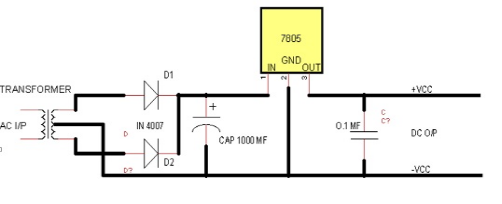 7805
GND
IN OUT
1 2 3
D1
TRANSFORMER
+VCC
+
C
C?
AC I/P
D
IN 4007
0.1 MF
DC O/P
CAP 1000 MF
D2
D?
-VCC